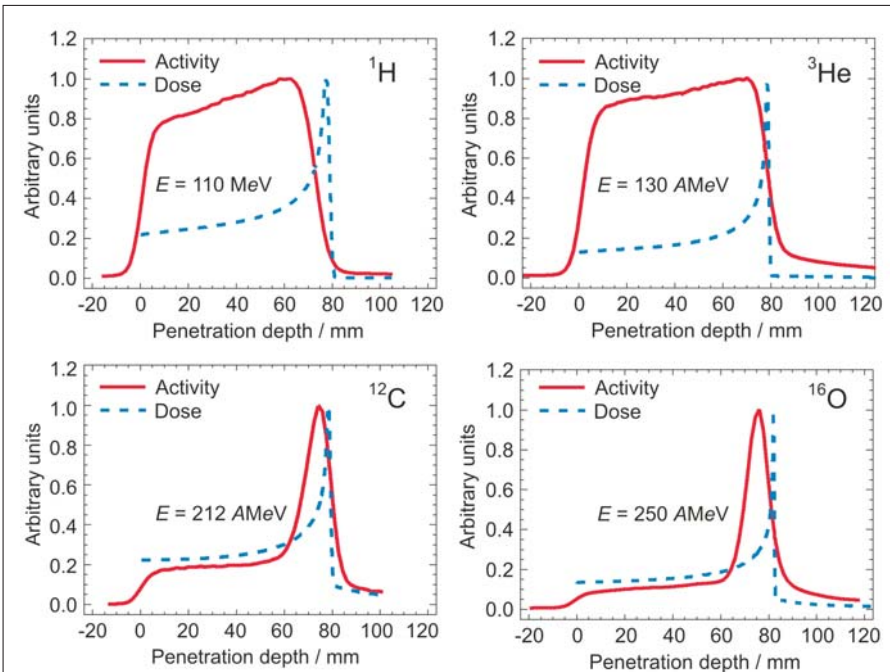 1.2
1.0
0.8
0.6
0.4
0.2
0.0
Arbitrary units
Activity
Dose
¹H
E = 110 MeV
-20 0 20 40 60 80 100 120
Penetration depth / mm
1.2
1.0
0.8
0.6
0.4
0.2
0.0
Arbitrary units
Activity
Dose
³He
E = 130 AMeV
-20 0 20 40 60 80 100 120
Penetration depth / mm
1.2
1.0
0.8
0.6
0.4
0.2
0.0
Arbitrary units
Activity
Dose
¹²C
E = 212 AMeV
-20 0 20 40 60 80 100 120
Penetration depth / mm
1.2
1.0
0.8
0.6
0.4
0.2
0.0
Arbitrary units
Activity
Dose
¹⁶O
E = 250 AMeV
-20 0 20 40 60 80 100 120
Penetration depth / mm